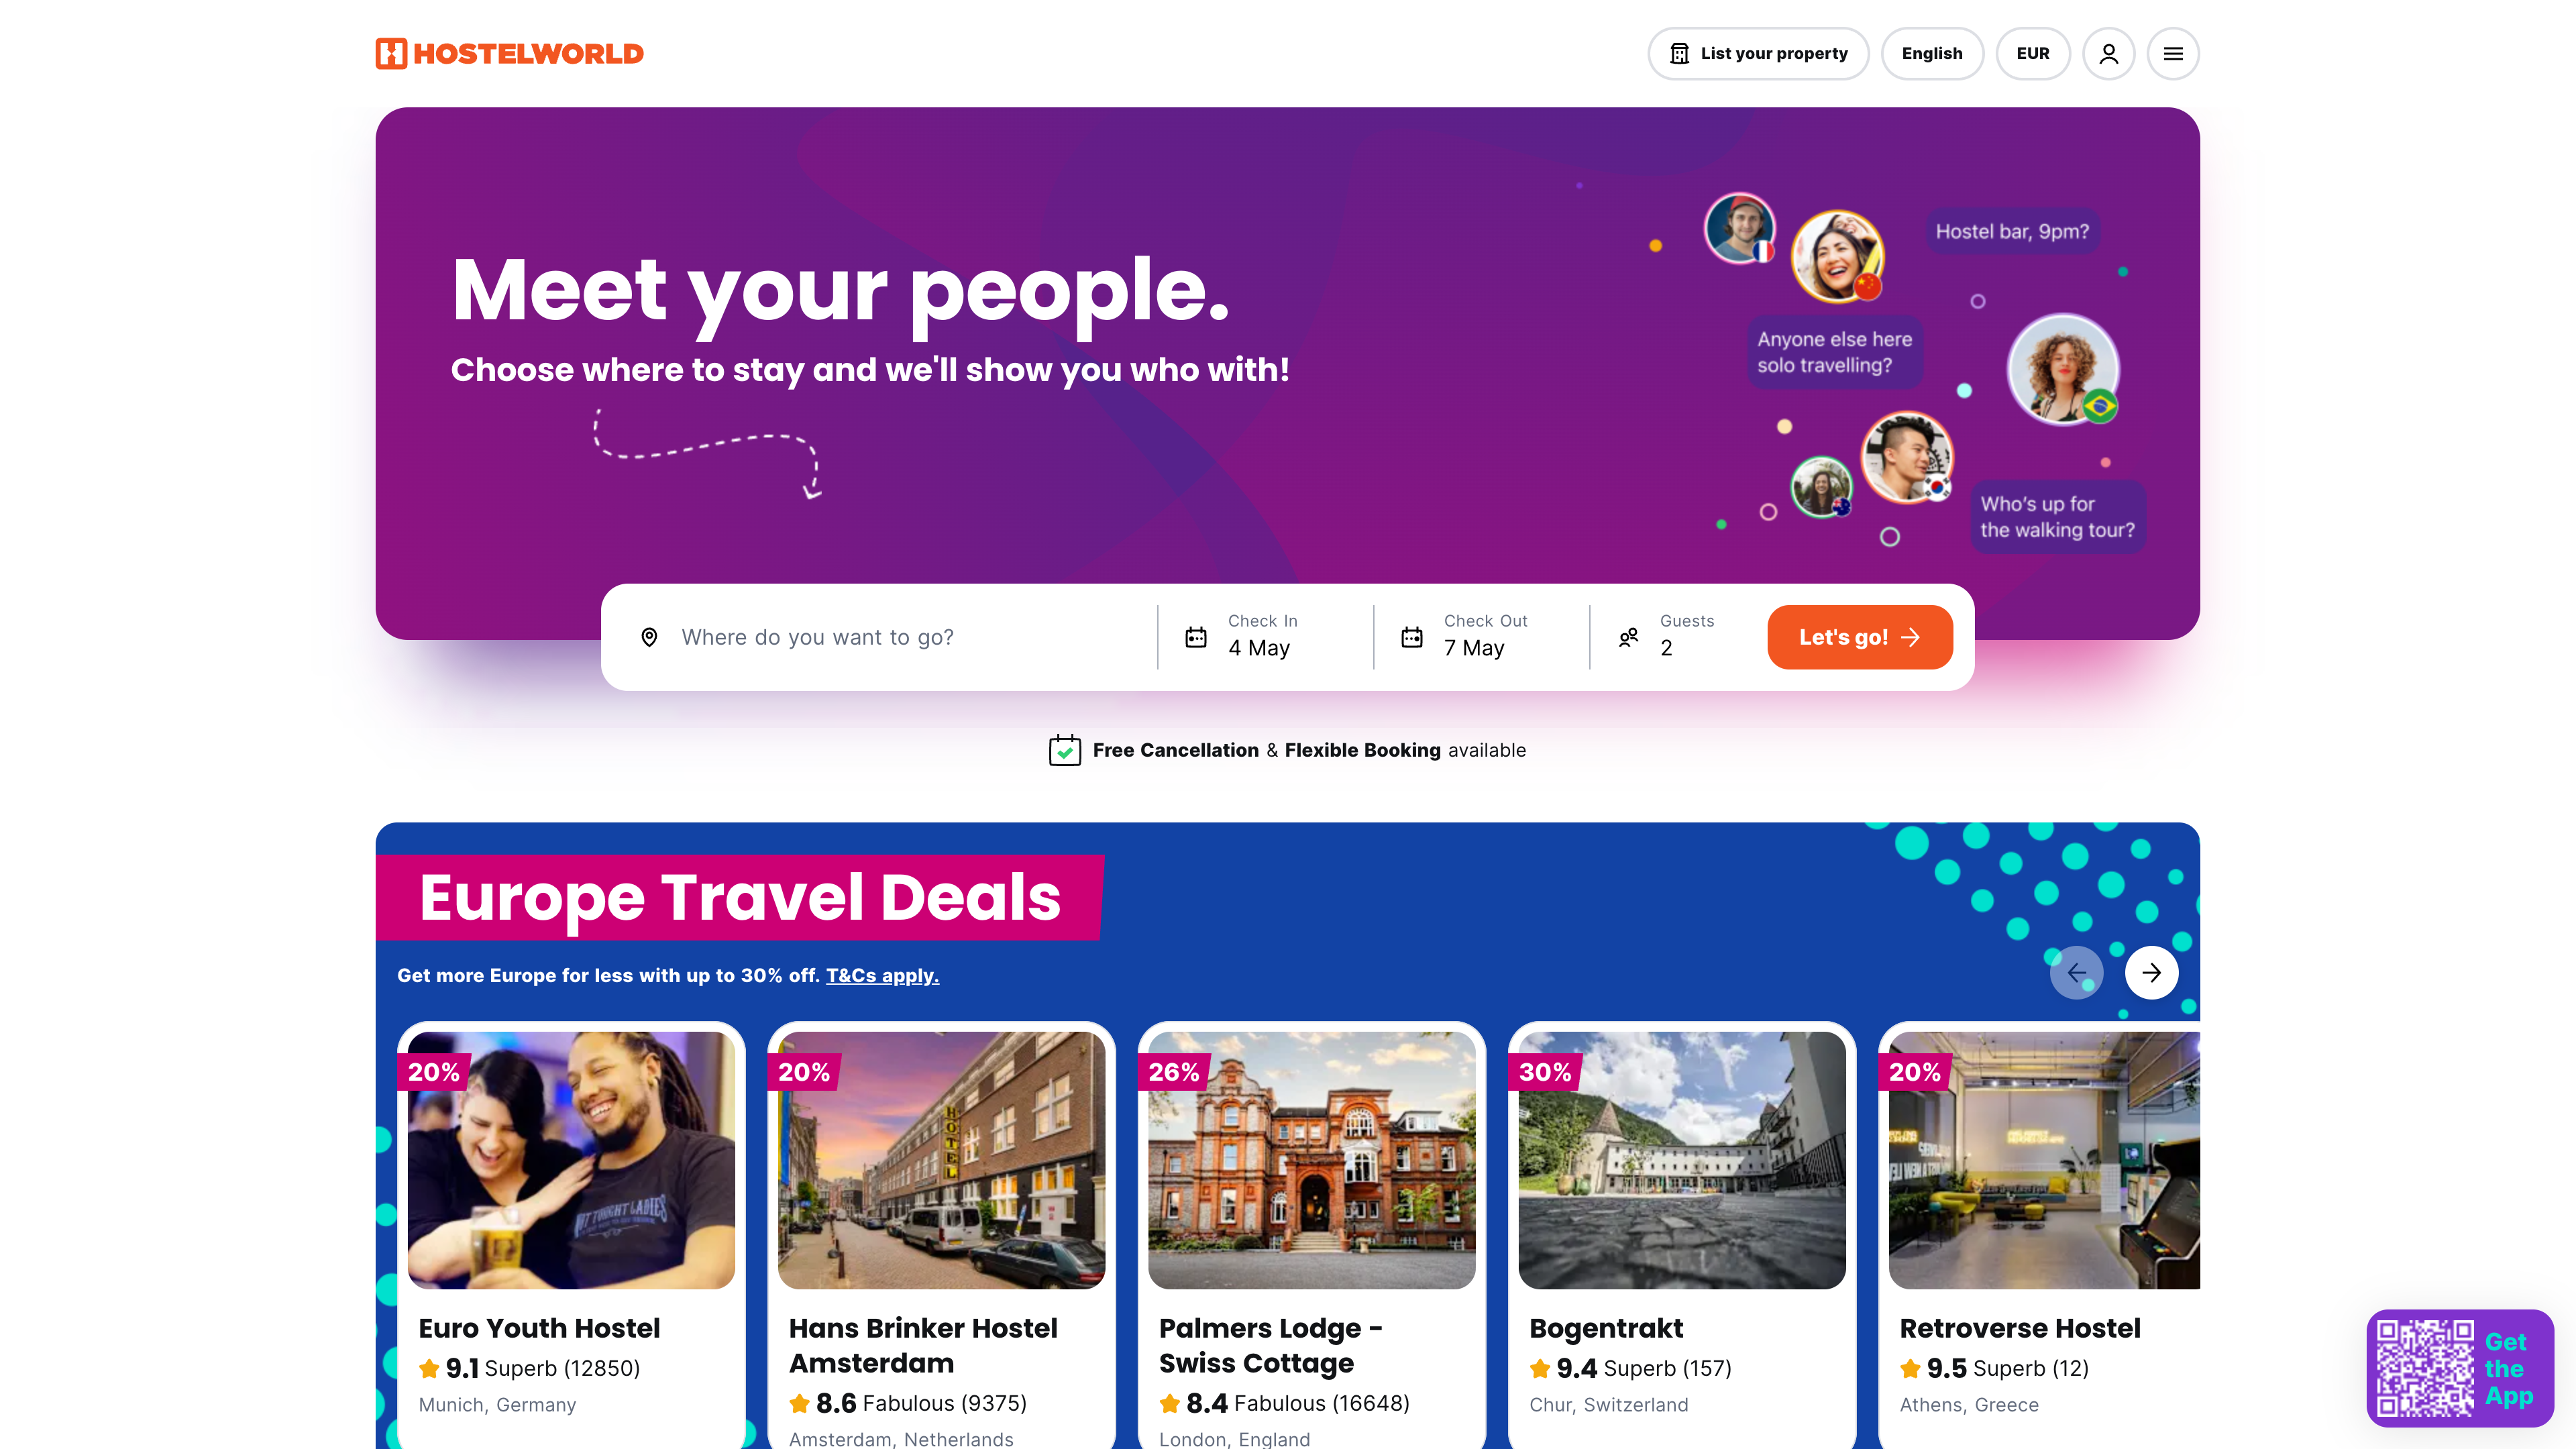 HOSTELWORLD
List your property
English
EUR
Meet your people.
Choose where to stay and we'll show you who with!
Hostel bar, 9pm?
Anyone else here
solo travelling?
Who's up for
the walking tour?
Where do you want to go?
Check In
4 May
Check Out
7 May
Guests
2
Let's go!
Free Cancellation & Flexible Booking available
Europe Travel Deals
Get more Europe for less with up to 30% off. T&Cs apply.
20%
20%
26%
30%
20%
HOTEL
Euro Youth Hostel
9.1 Superb (12850)
Munich, Germany
Hans Brinker Hostel
Amsterdam
8.6 Fabulous (9375)
Amsterdam, Netherlands
Palmers Lodge -
Swiss Cottage
8.4 Fabulous (16648)
London, England
Bogentrakt
9.4 Superb (157)
Chur, Switzerland
Retroverse Hostel
9.5 Superb (12)
Athens, Greece
Get
the
App